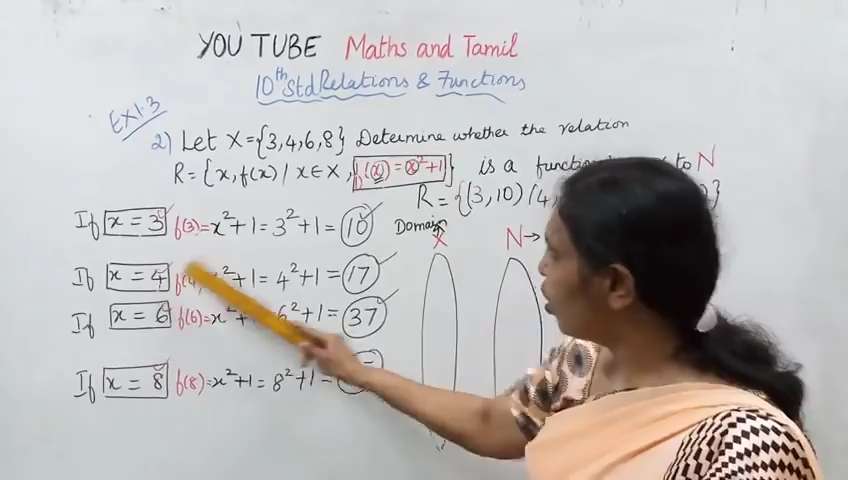 YOU TUBE Maths and Tamil
10th Std Relations & Functions
EX1.3
2) Let X = {3,4,6,8} Determine whether the relation
R = {x, f(x) / x ∈ X, f(x) = x²+1} is a function to N
R = {(3,10) (4,
If x = 3 f(3) = x²+1 = 3²+1 = 10
Domain
X N →
If x = 4 f(4) x²+1 = 4²+1 = 17
If x = 6 f(6) = x²+1 6²+1 = 37
If x = 8 f(8) = x²+1 = 8²+1 =